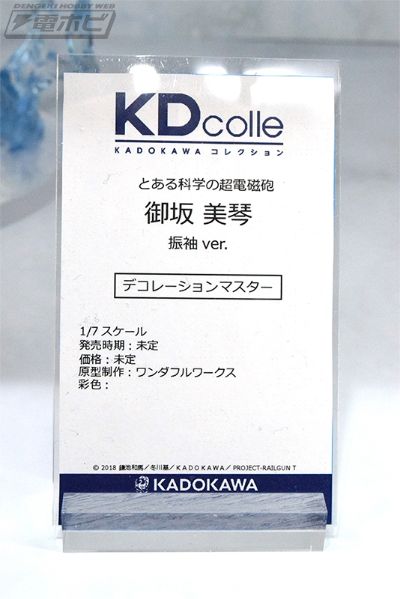 DENGEKI HOBBY WEB
電ホビ
KDcolle
KADOKAWA コレクション
とある科学の超電磁砲
御坂 美琴
振袖 ver.
デコレーションマスター
1/7 スケール
発売時期：未定
価格：未定
原型制作：ワンダフルワークス
彩色：
© 2018 鎌池和馬／冬川基／KADOKAWA／PROJECT-RAILGUN T
KADOKAWA